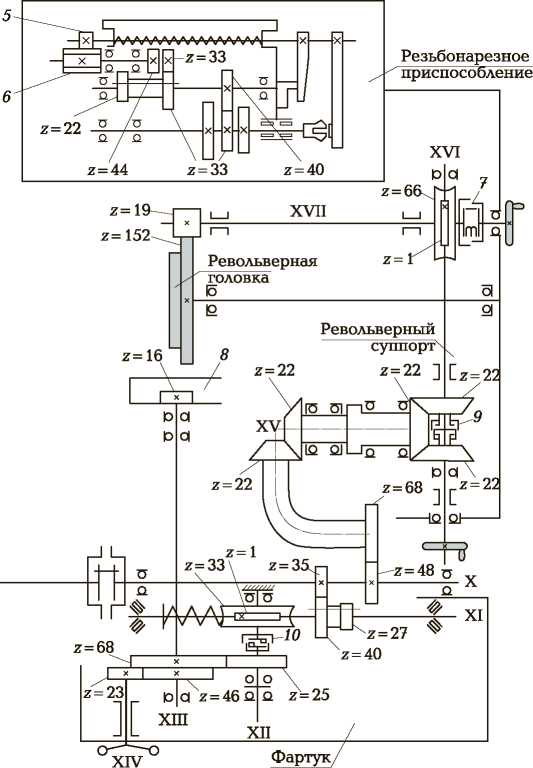 5
6
z=33
z=22
z=44
z=33
z=40
Резьбонарезное
приспособление
XVI
z=66
7
z=19
XVII
z=152
z=1
Револьверная
головка
Револьверный
суппорт
z=16
8
z=22
z=22
z=22
9
XV
z=22
z=22
z=68
z=33
z=1
z=35
z=48
X
XI
10
z=27
z=68
z=40
z=23
z=46
z=25
XIII
XII
XIV
Фартук